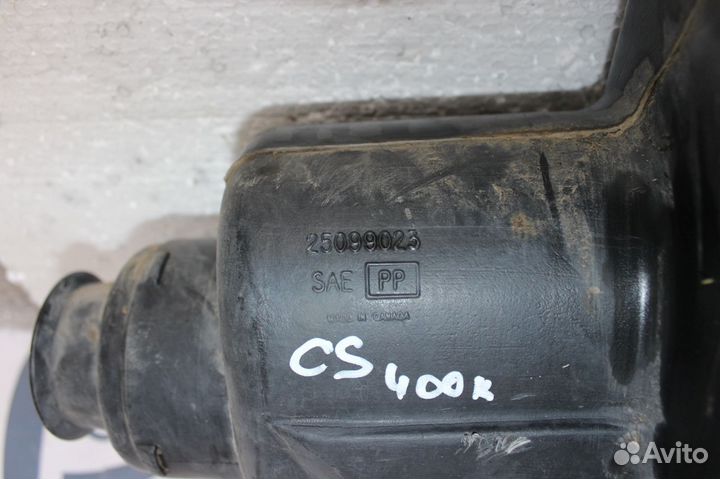 25099023
SAE PP
MADE IN CANADA
CS 400к
Avito